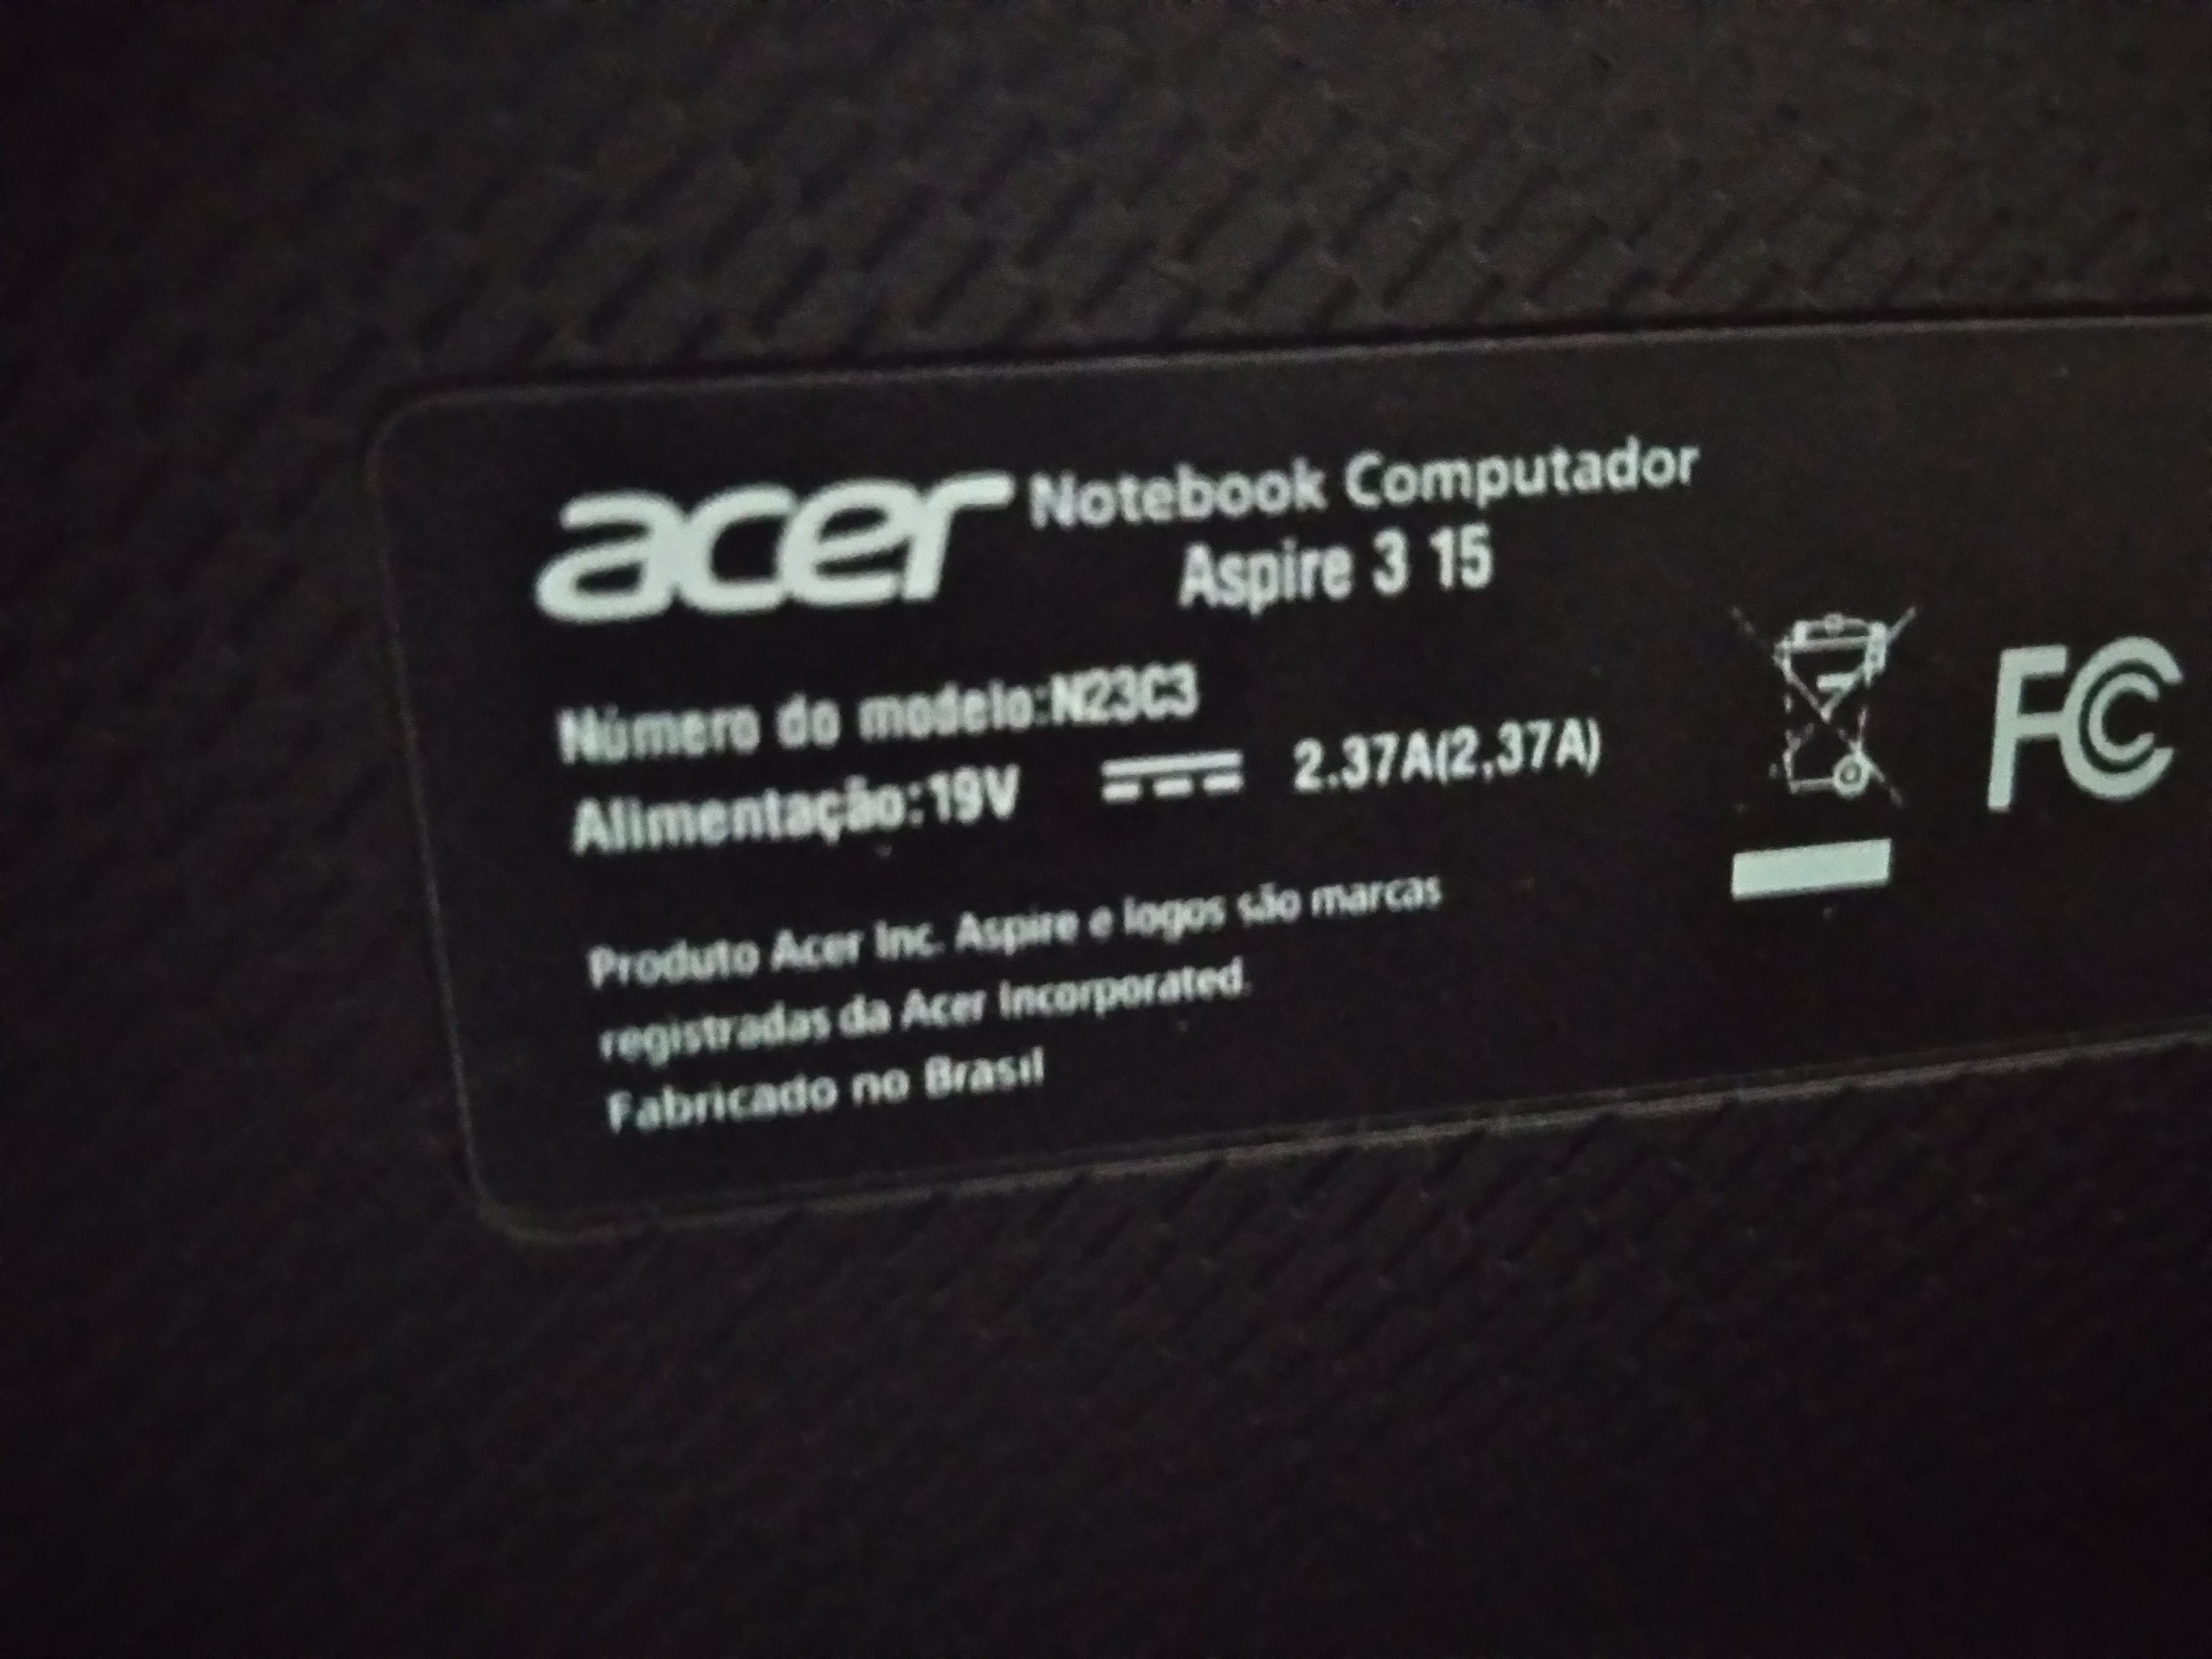 acer Notebook Computador
Aspire 3 15
Número do modelo:N23C3
Alimentação:19V 2.37A(2,37A)
Produto Acer Inc. Aspire e logos são marcas
registradas da Acer Incorporated.
Fabricado no Brasil
FC